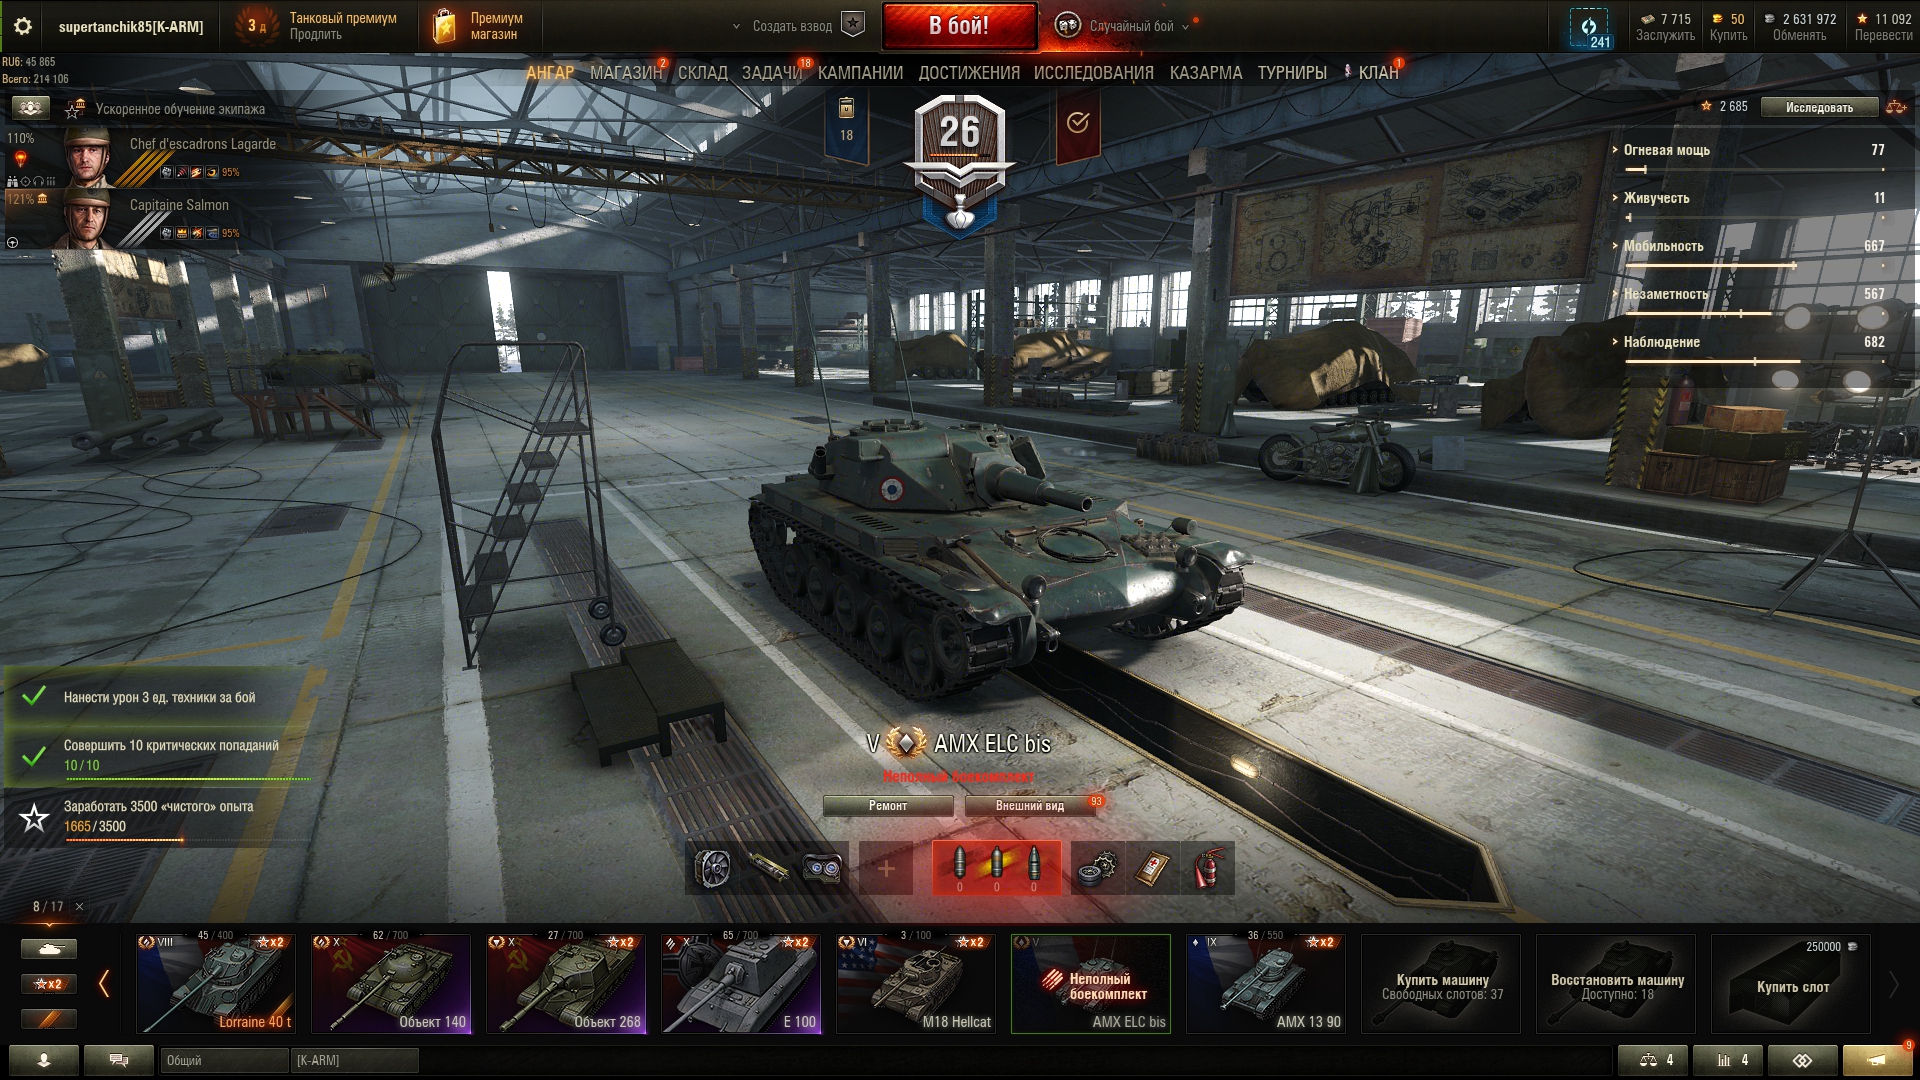 supertanchik85[K-ARM]
3 д
Танковый премиум
Продлить
Премиум
магазин
Создать взвод
В бой!
Случайный бой
241
7 715
Заслужить
50
Купить
2 631 972
Обменять
11 092
Перевести
RU6: 45 865
Всего: 214 106
АНГАР
МАГАЗИН
2
СКЛАД
ЗАДАЧИ
18
КАМПАНИИ
ДОСТИЖЕНИЯ
ИССЛЕДОВАНИЯ
КАЗАРМА
ТУРНИРЫ
КЛАН
1
Ускоренное обучение экипажа
18
26
2 685
Исследовать
110%
Chef d'escadrons Lagarde
95%
121%
Capitaine Salmon
95%
Огневая мощь 77
Живучесть 11
Мобильность 667
Незаметность 567
Наблюдение 682
Нанести урон 3 ед. техники за бой
Совершить 10 критических попаданий
10/10
Заработать 3500 «чистого» опыта
1665/3500
V AMX ELC bis
Неполный боекомплект
Ремонт
Внешний вид
93
0 0 0
8/17
x2
VIII 45/400 x2
Lorraine 40 t
X 62/700
Объект 140
X 27/700 x2
Объект 268
X 65/700 x2
E 100
VI 3/100 x2
M18 Hellcat
V
Неполный
боекомплект
AMX ELC bis
IX 36/550 x2
AMX 13 90
Купить машину
Свободных слотов: 37
Восстановить машину
Доступно: 18
250000
Купить слот
Общий
[K-ARM]
4
4
9